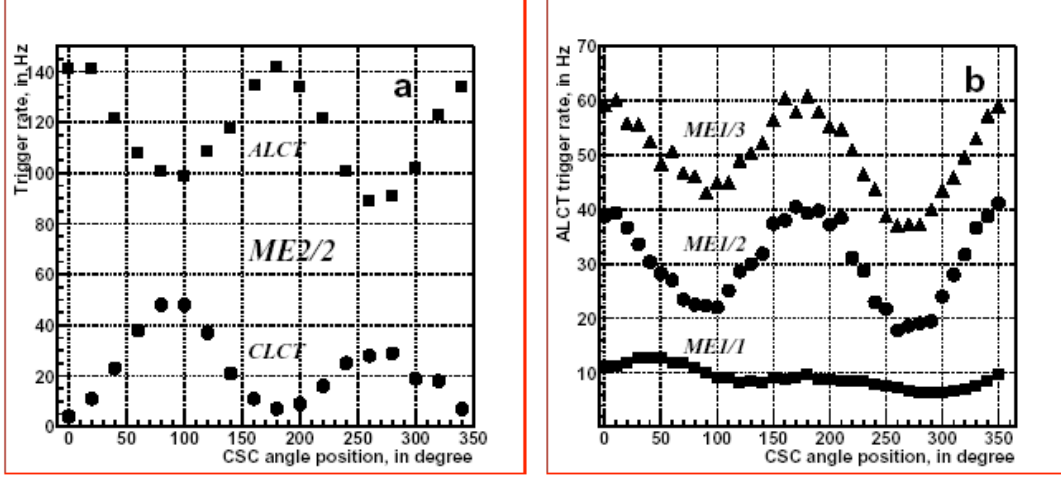 Trigger rate, in Hz
140
120
100
80
60
40
20
0
a
ALCT
ME2/2
CLCT
0 50 100 150 200 250 300 350
CSC angle position, in degree
ALCT trigger rate, in Hz
70
60
50
40
30
20
10
b
ME1/3
ME1/2
ME1/1
0 50 100 150 200 250 300 350
CSC angle position, in degree